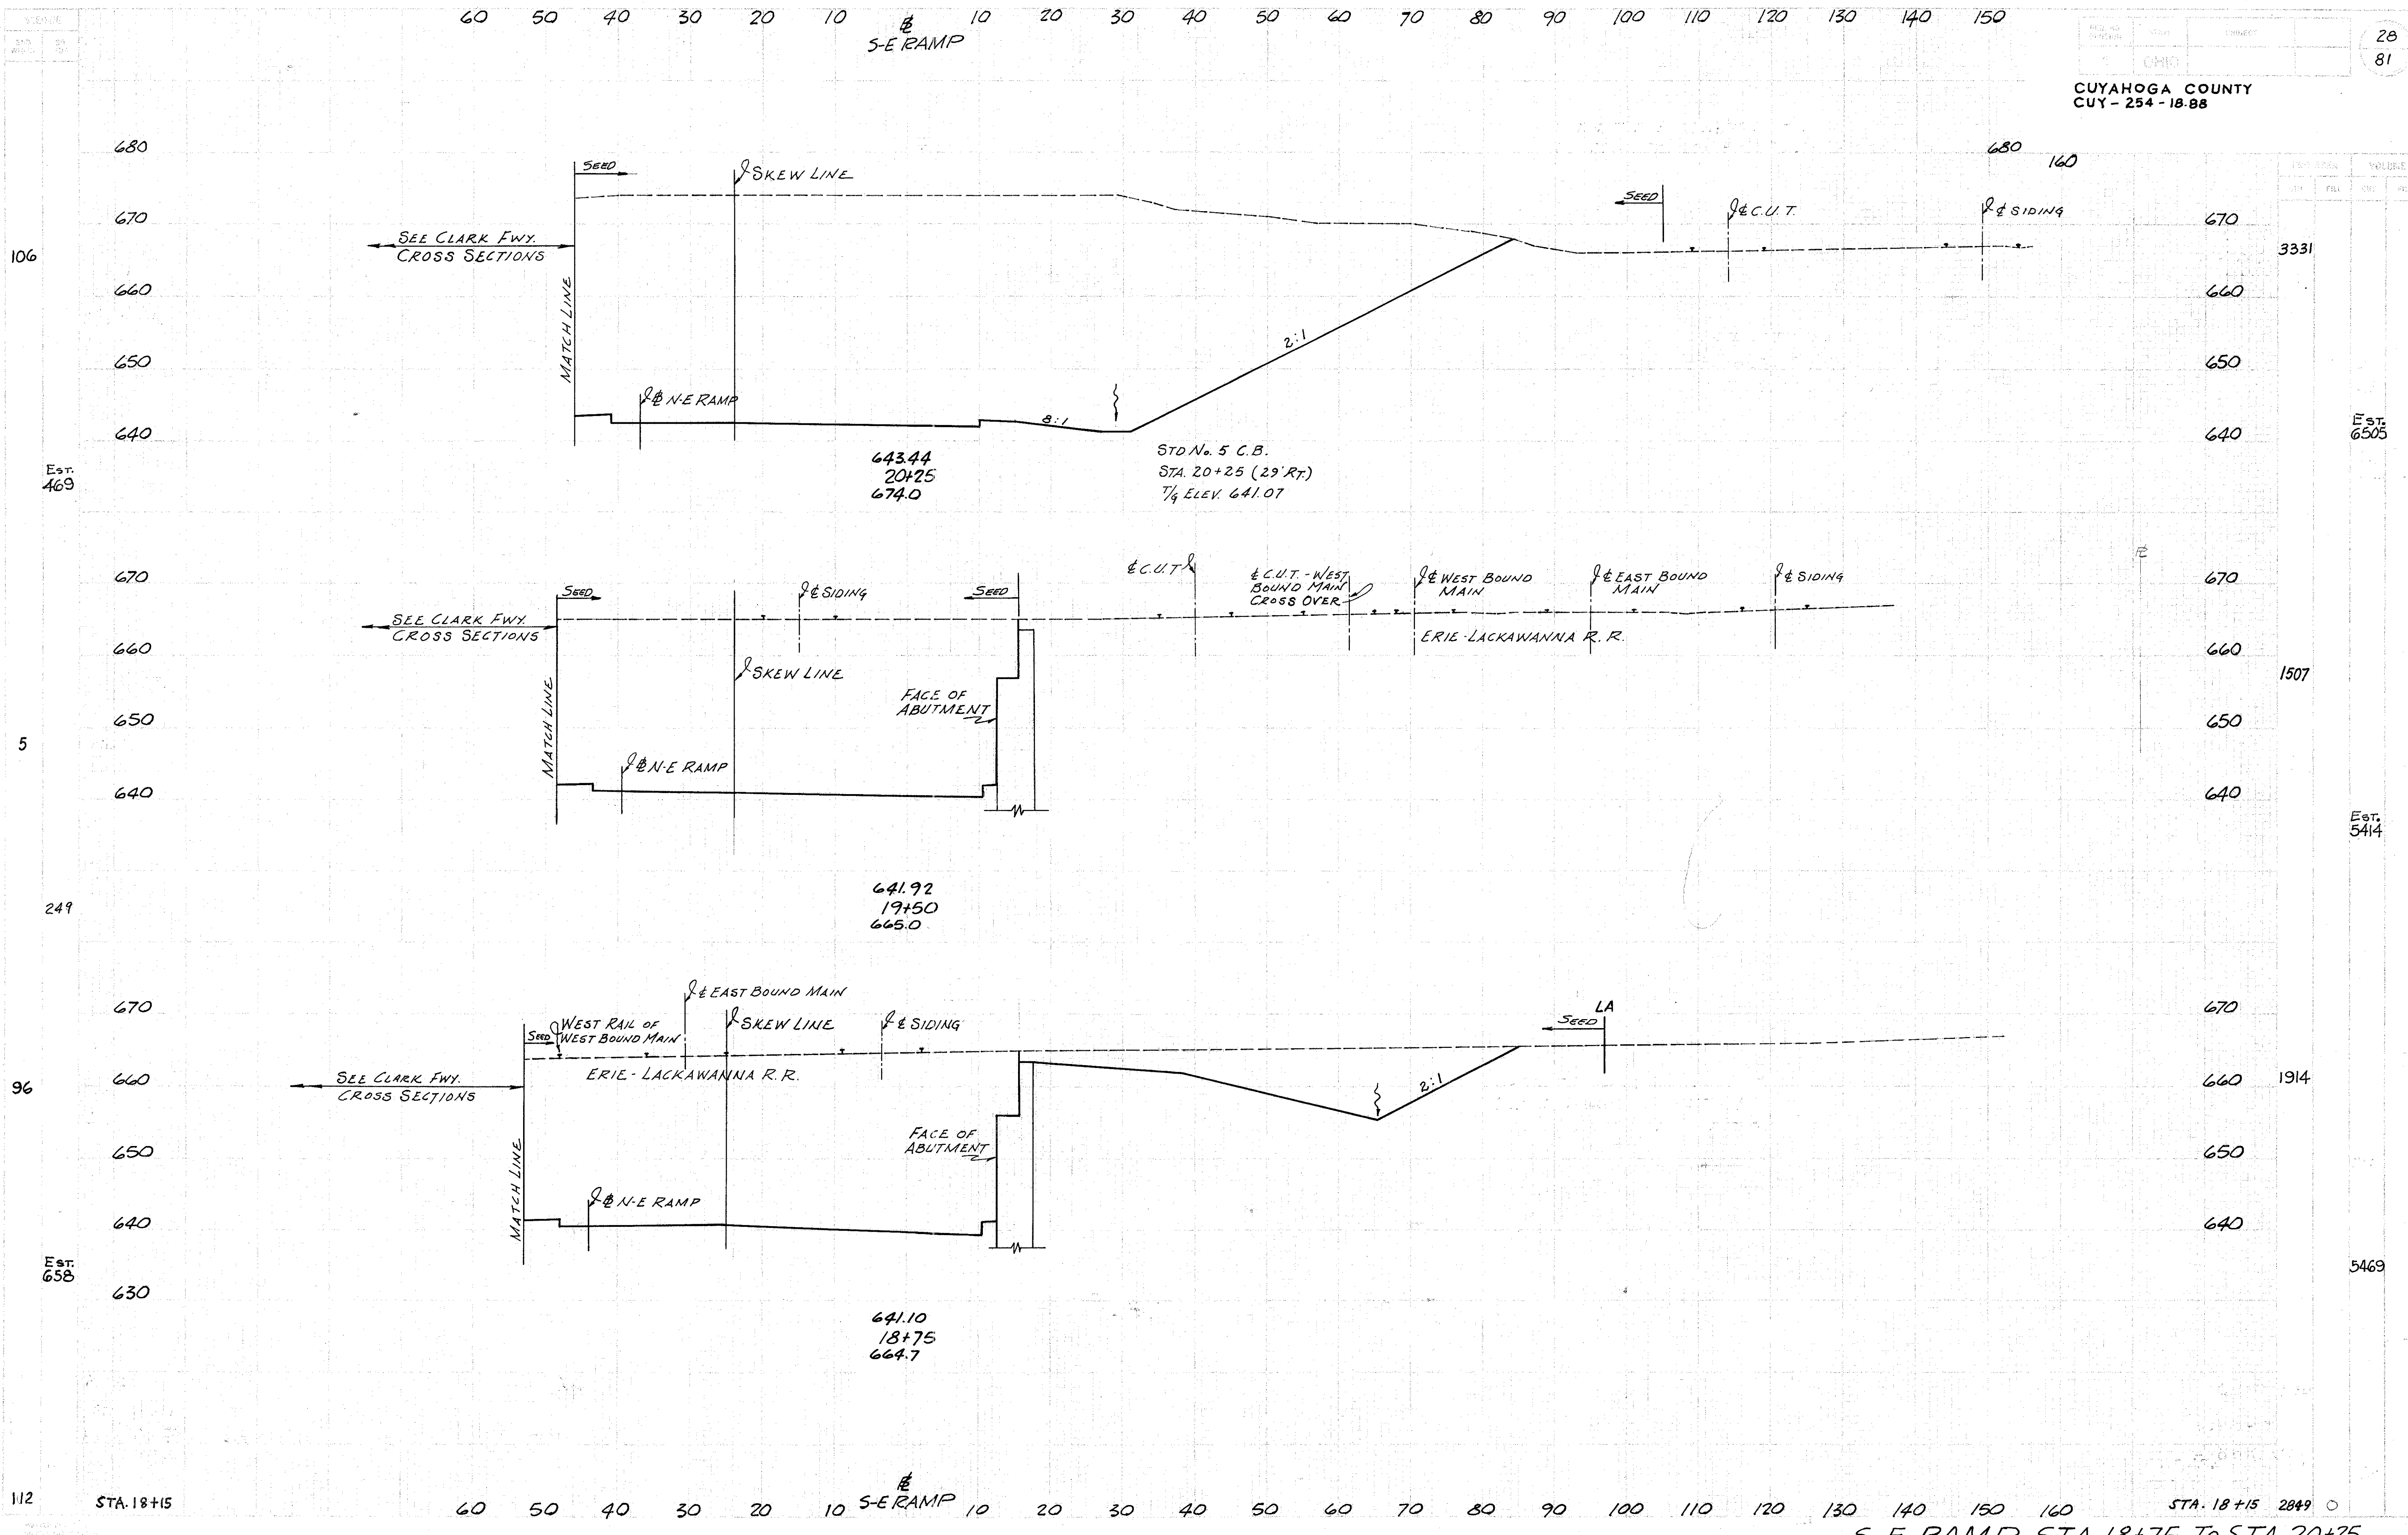 60 50 40 30 20 10 ℄ 10 20 30 40 50 60 70 80 90 100 110 120 130 140 150
S-E RAMP
28
81
OHIO
CUYAHOGA COUNTY
CUY - 254 - 18.88
680
680
160
SEED
SKEW LINE
SEED
℄ C.U.T.
℄ SIDING
670
670
SEE CLARK FWY.
CROSS SECTIONS
106
3331
660
660
MATCH LINE
650
650
2:1
N-E RAMP
8:1
640
640
EST.
6505
EST.
469
643.44
20+25
674.0
STD No. 5 C.B.
STA. 20+25 (29' RT.)
T/G ELEV. 641.07
670
670
SEED
℄ SIDING
SEED
℄ C.U.T.
℄ C.U.T. - WEST
BOUND MAIN
CROSS OVER
℄ WEST BOUND
MAIN
℄ EAST BOUND
MAIN
℄ SIDING
SEE CLARK FWY.
CROSS SECTIONS
ERIE-LACKAWANNA R.R.
660
660
SKEW LINE
1507
MATCH LINE
FACE OF
ABUTMENT
650
650
5
N-E RAMP
640
640
EST.
5414
249
641.92
19+50
665.0
670
670
℄ EAST BOUND MAIN
SEED
WEST RAIL OF
WEST BOUND MAIN
SKEW LINE
℄ SIDING
LA
SEED
ERIE-LACKAWANNA R.R.
SEE CLARK FWY.
CROSS SECTIONS
96
660
660
1914
2:1
FACE OF
ABUTMENT
650
650
MATCH LINE
N-E RAMP
640
640
EST.
658
5469
630
641.10
18+75
664.7
112
STA. 18+15
60 50 40 30 20 10 ℄ 10 20 30 40 50 60 70 80 90 100 110 120 130 140 150 160
S-E RAMP
STA. 18+15
2849
S-E RAMP STA. 18+75 TO STA. 20+25